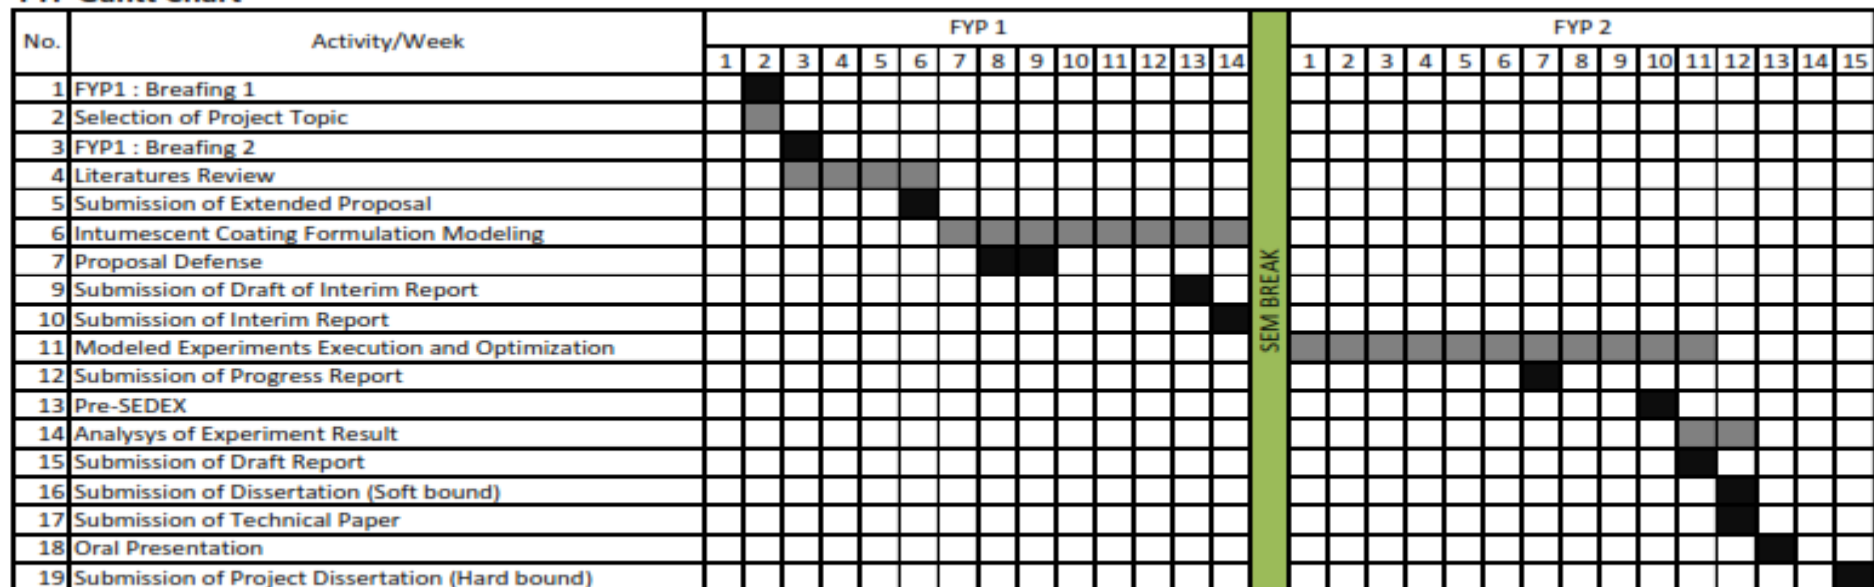 No. Activity/Week FYP 1 FYP 2
1 2 3 4 5 6 7 8 9 10 11 12 13 14 1 2 3 4 5 6 7 8 9 10 11 12 13 14 15
1 FYP1 : Breafing 1
2 Selection of Project Topic
3 FYP1 : Breafing 2
4 Literatures Review
5 Submission of Extended Proposal
6 Intumescent Coating Formulation Modeling
7 Proposal Defense
9 Submission of Draft of Interim Report
10 Submission of Interim Report
11 Modeled Experiments Execution and Optimization
12 Submission of Progress Report
13 Pre-SEDEX
14 Analysys of Experiment Result
15 Submission of Draft Report
16 Submission of Dissertation (Soft bound)
17 Submission of Technical Paper
18 Oral Presentation
19 Submission of Project Dissertation (Hard bound)
SEM BREAK